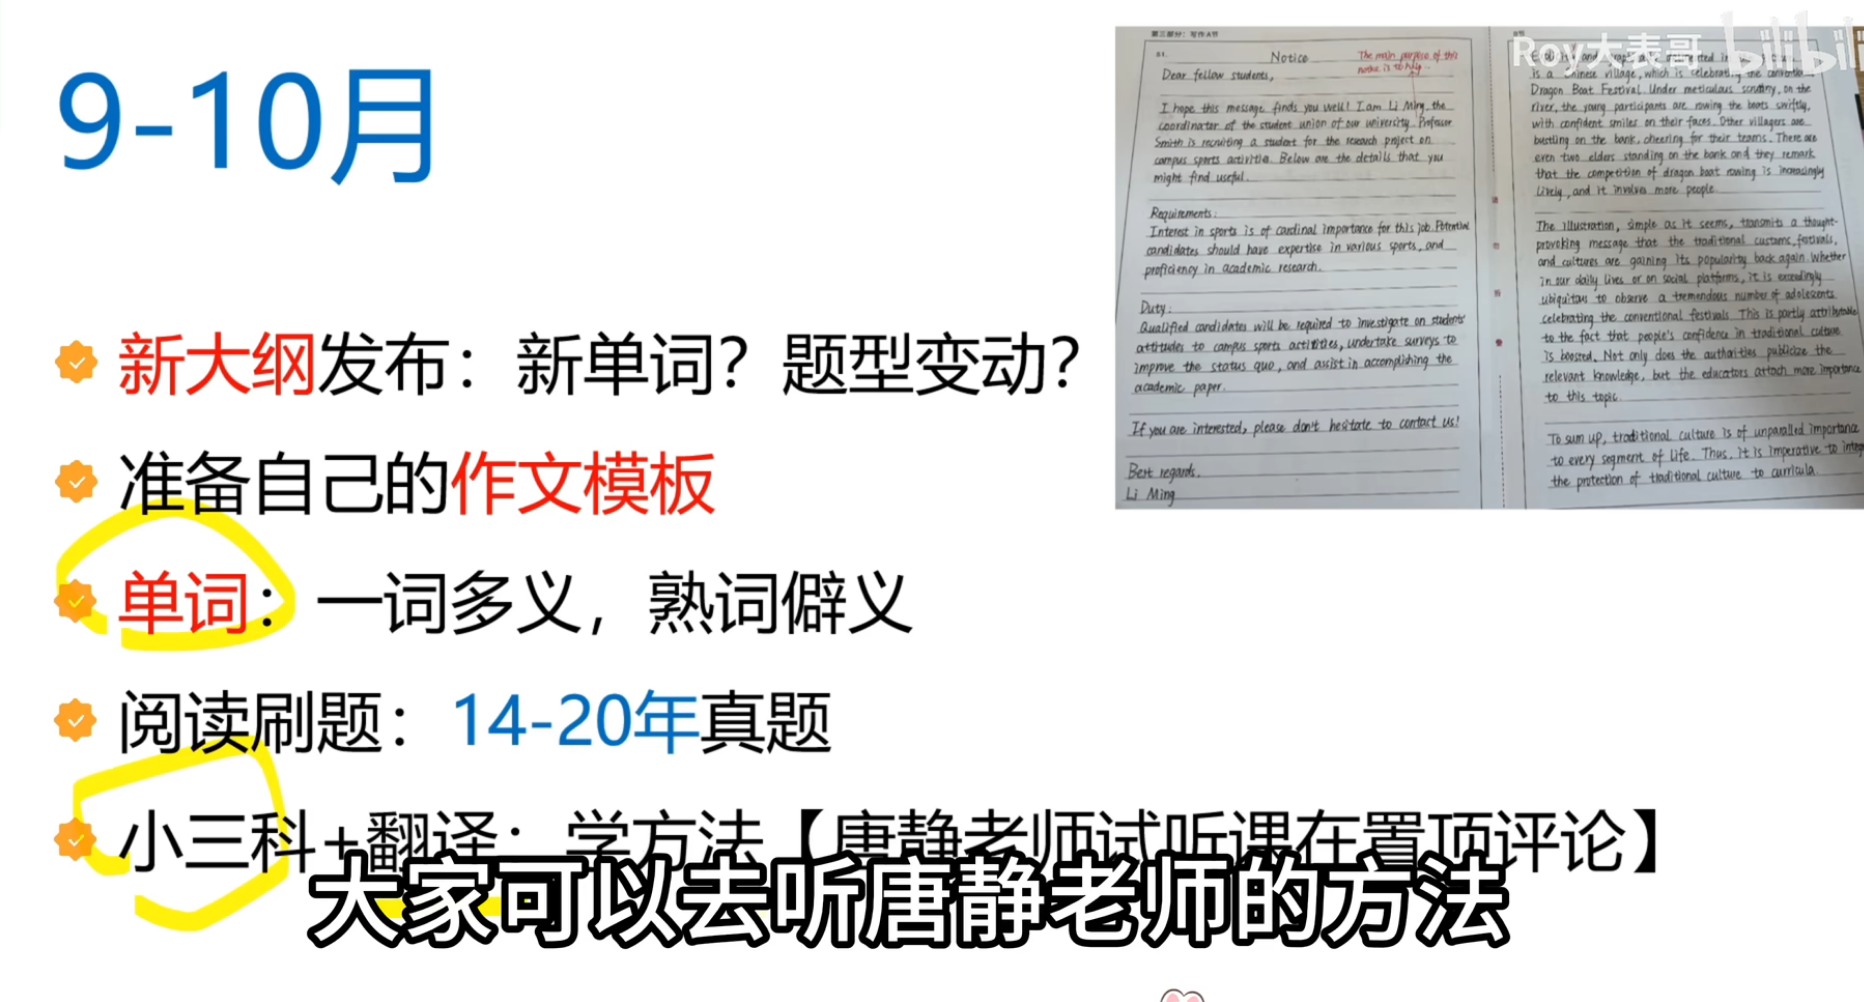 9-10月
新大纲发布：新单词？题型变动？
准备自己的作文模板
单词：一词多义，熟词僻义
阅读刷题：14-20年真题
小三科+翻译：学方法【唐静老师试听课在置项评论】
大家可以去听唐静老师的方法
Roy大表哥 bilibili
第三部分：写作A节
51.
Notice
The main purpose of this
notice is to
Dear fellow students,
I hope this message finds you well! I am Li Ming, the
coordinator of the student union of our university. Professor
Smith is recruiting a student for the research project on
campus sports activities. Below are the details that you
might find useful.
Requirements:
Interest in sports is of cardinal importance for this job. Potential
candidates should have expertise in various sports, and
proficiency in academic research.
Duty:
Qualified candidates will be required to investigate on students'
attitudes to campus sports activities, undertake surveys to
improve the status quo, and assist in accomplishing the
academic paper.
If you are interested, please don't hesitate to contact us!
Best regards.
Li Ming
is a Chinese village, which is celebrating the
Dragon Boat Festival. Under meticulous scrutiny, on the
river, the young participants are rowing the boats swiftly,
with confident smiles on their faces. Other villagers are
bustling on the bank, cheering for their teams. There are
even two elders standing on the bank and they remark
that the competition of dragon boat rowing is increasingly
lively, and it involves more people.
The illustration, simple as it seems, transmits a thought-
provoking message that the traditional customs, festivals,
and cultures are gaining its popularity back again. Whether
in our daily lives or on social platforms, it is exceedingly
ubiquitous to observe a tremendous number of adolescents
celebrating the conventional festivals. This is partly attributable
to the fact that people's confidence in traditional culture
is boosted. Not only does the authorities publicize the
relevant knowledge, but the educators attach more importance
to this topic.
To sum up, traditional culture is of unparalled importance
to every segment of life. Thus, it is imperative to integ
the protection of traditional culture to curricula.